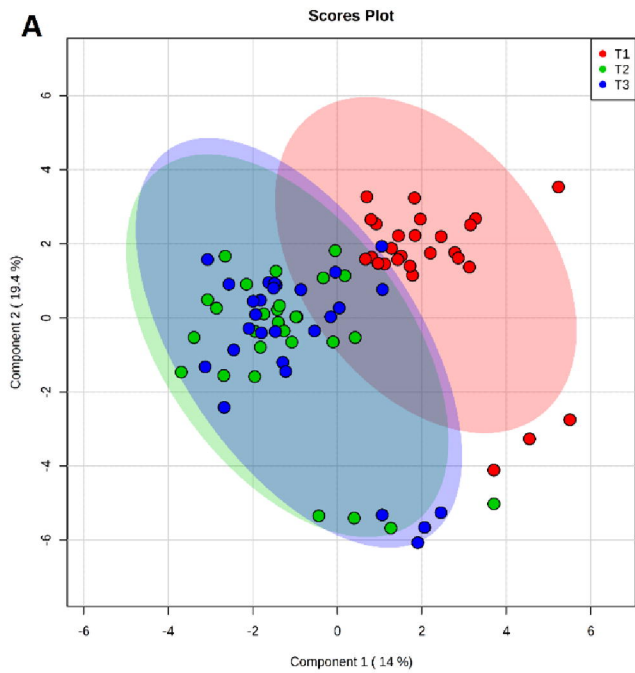 A
Scores Plot
T1
T2
T3
6
4
2
0
-2
-4
-6
Component 2 ( 19.4 %)
-6 -4 -2 0 2 4 6
Component 1 ( 14 %)